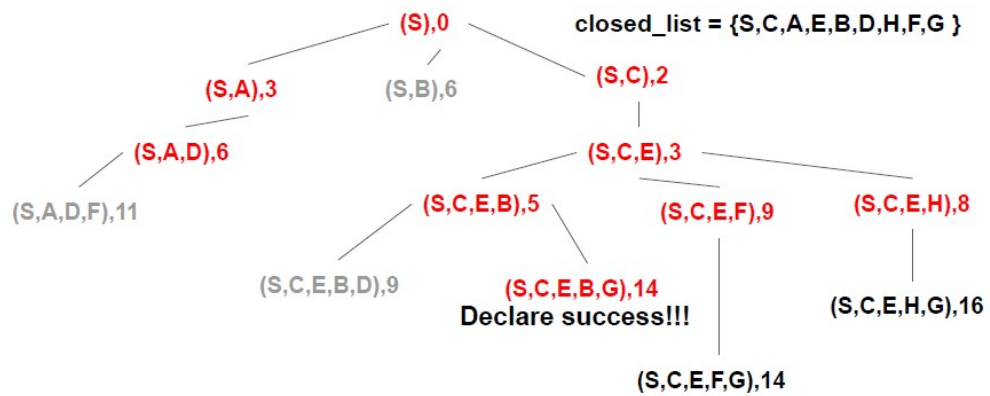 (S),0
closed_list = {S,C,A,E,B,D,H,F,G }
(S,A),3
(S,B),6
(S,C),2
(S,A,D),6
(S,C,E),3
(S,A,D,F),11
(S,C,E,B),5
(S,C,E,F),9
(S,C,E,H),8
(S,C,E,B,D),9
(S,C,E,B,G),14
Declare success!!!
(S,C,E,H,G),16
(S,C,E,F,G),14